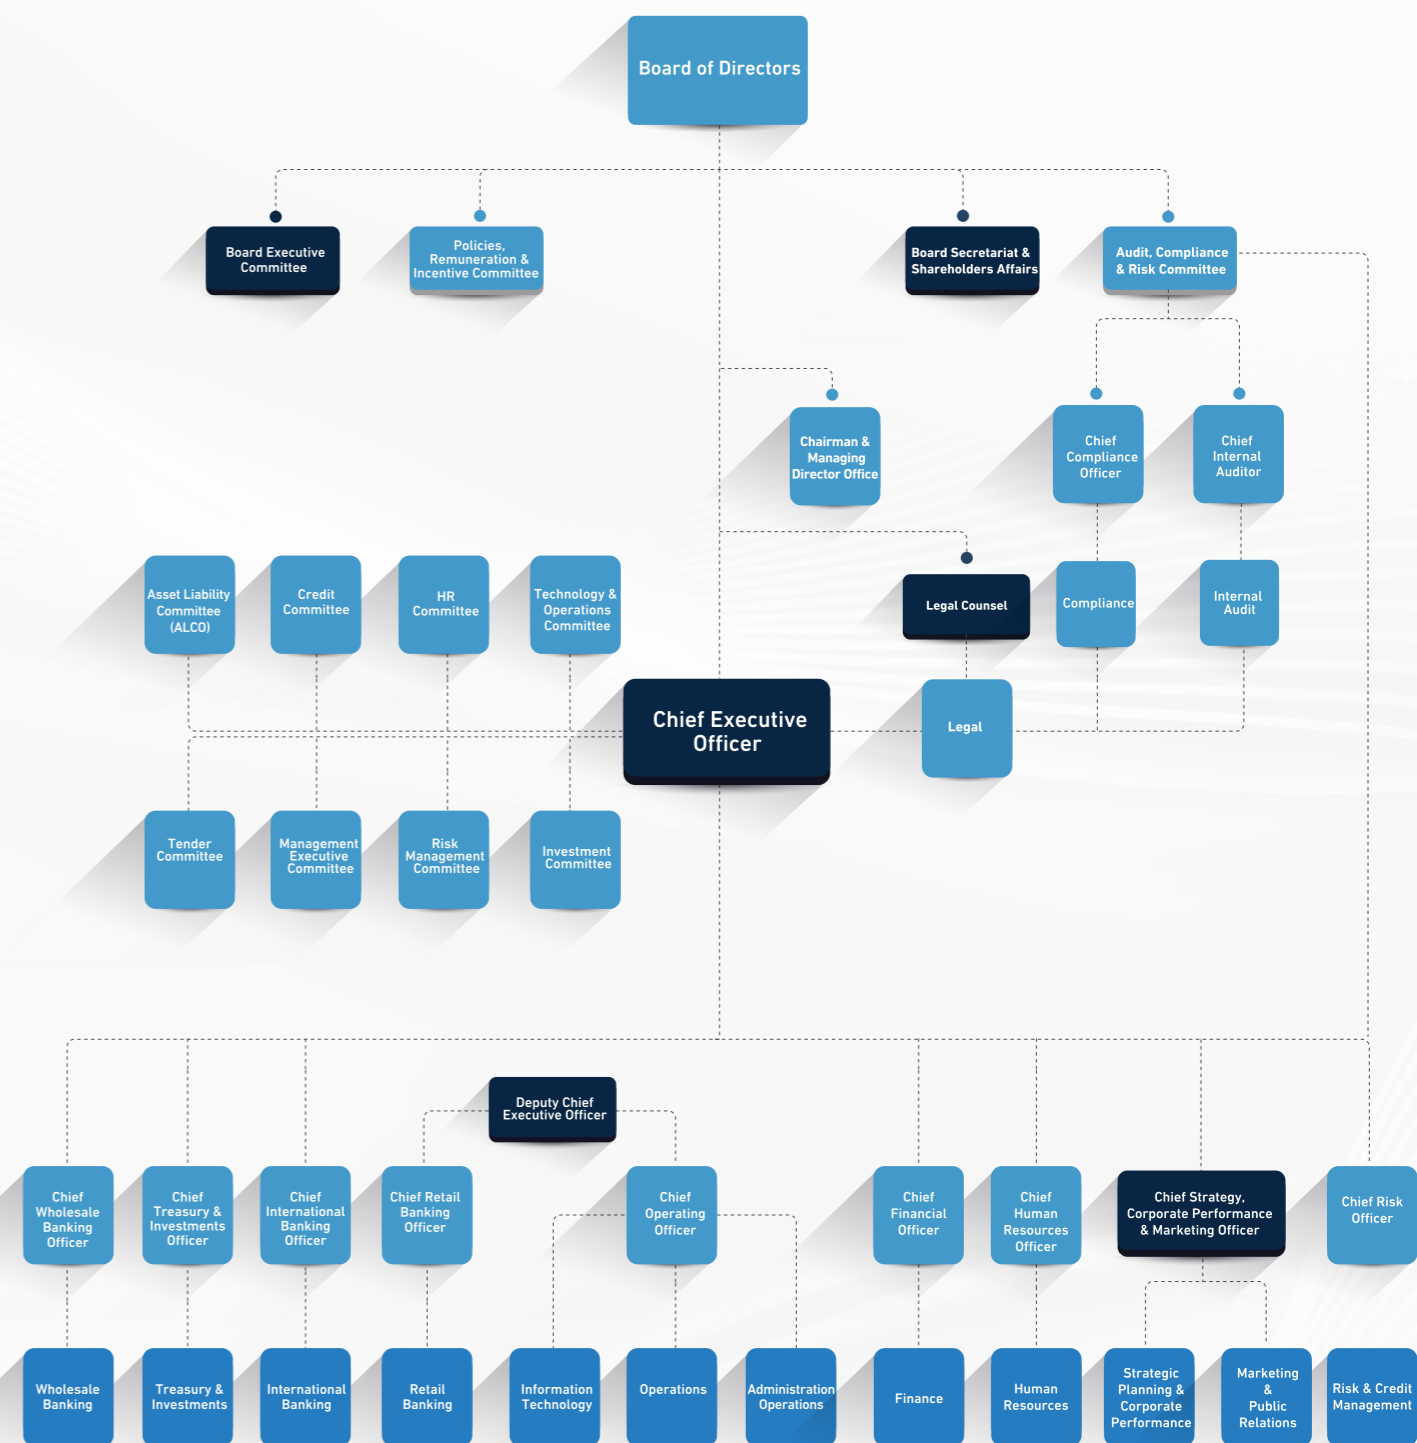 Board of Directors
Board Executive
Committee
Policies,
Remuneration &
Incentive Committee
Board Secretariat &
Shareholders Affairs
Audit, Compliance
& Risk Committee
Chairman &
Managing
Director Office
Chief
Compliance
Officer
Chief
Internal
Auditor
Asset Liability
Committee
(ALCO)
Credit
Committee
HR
Committee
Technology &
Operations
Committee
Legal Counsel
Compliance
Internal
Audit
Chief Executive
Officer
Legal
Tender
Committee
Management
Executive
Committee
Risk
Management
Committee
Investment
Committee
Deputy Chief
Executive Officer
Chief
Wholesale
Banking
Officer
Chief
Treasury &
Investments
Officer
Chief
International
Banking
Officer
Chief Retail
Banking
Officer
Chief
Operating
Officer
Chief
Financial
Officer
Chief
Human
Resources
Officer
Chief Strategy,
Corporate Performance
& Marketing Officer
Chief Risk
Officer
Wholesale
Banking
Treasury &
Investments
International
Banking
Retail
Banking
Information
Technology
Operations
Administration
Operations
Finance
Human
Resources
Strategic
Planning &
Corporate
Performance
Marketing
&
Public
Relations
Risk & Credit
Management